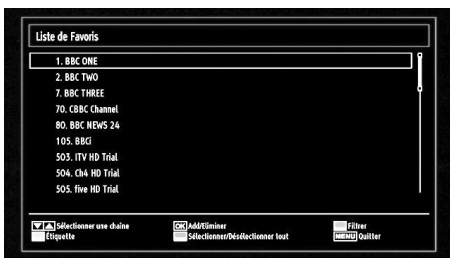 Liste de Favoris
1. BBC ONE
2. BBC TWO
7. BBC THREE
70. CBBC Channel
80. BBC NEWS 24
105. BBCi
503. ITV HD Trial
504. Ch4 HD Trial
505. five HD Trial
Sélectionner une chaîne OK Add/Eliminer Filtrer
Étiquette Sélectionner/Désélectionner tout MENU Quitter